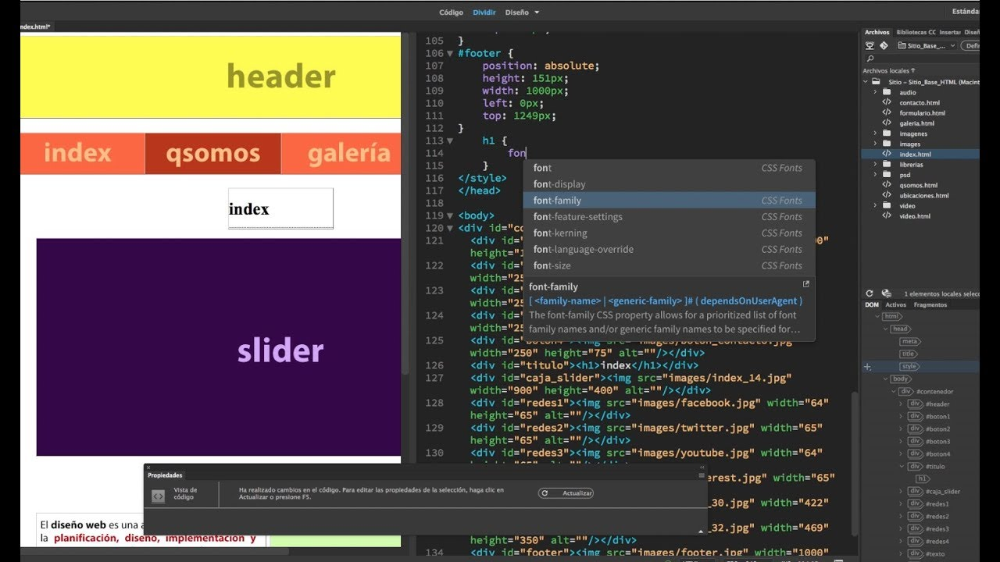 Código Dividir Diseño
Estánda
ndex.html*
header
index qsomos galería
index
slider
El diseño web es una a
la planificación, diseño, implementación y
105 }
106 #footer {
107 position: absolute;
108 height: 151px;
109 width: 1000px;
110 left: 0px;
111 top: 1249px;
112 }
113 h1 {
114 fon
115 }
116 </style>
117 </head>
118
119 <body>
120 <div id="co
121 <div id=" 00"
height="1
122 <div id="
width="25
123 <div id="
width="25
124 <div id="
width="25
125 <div id="boton4"><img src="images/boton_contacto.jpg"
width="250" height="75" alt=""/></div>
126 <div id="titulo"><h1>index</h1></div>
127 <div id="caja_slider"><img src="images/index_14.jpg"
width="900" height="400" alt=""/></div>
128 <div id="redes1"><img src="images/facebook.jpg" width="64"
height="65" alt=""/></div>
129 <div id="redes2"><img src="images/twitter.jpg" width="65"
height="65" alt=""/></div>
130 <div id="redes3"><img src="images/youtube.jpg" width="64"
height="65" alt=""/></div>
erest.jpg" width="65"
_30.jpg" width="422"
_32.jpg" width="469"
height="350" alt=""/></div>
134 <div id="footer"><img src="images/footer.jpg" width="1000"
font CSS Fonts
font-display
font-family CSS Fonts
font-feature-settings CSS Fonts
font-kerning CSS Fonts
font-language-override CSS Fonts
font-size CSS Fonts
font-family
[ <family-name> | <generic-family> ]# ( dependsOnUserAgent )
The font-family CSS property allows for a prioritized list of font
family names and/or generic family names to be specified for…
Propiedades
Vista de
código
Ha realizado cambios en el código. Para editar las propiedades de la selección, haga clic en
Actualizar o presione F5.
Actualizar
Archivos Bibliotecas CC Insertar Diseñ
Sitio_Base_... Defin
Archivos locales
Sitio – Sitio_Base_HTML (Macint
audio
contacto.html
formulario.html
galeria.html
imagenes
images
index.html
librerias
psd
qsomos.html
ubicaciones.html
video
video.html
1 elementos locales selecc
DOM Activos Fragmentos
html
head
meta
title
style
body
div #contenedor
div #header
div #boton1
div #boton2
div #boton3
div #boton4
div #titulo
h1
div #caja_slider
div #redes1
div #redes2
div #redes3
div #redes4
div #texto